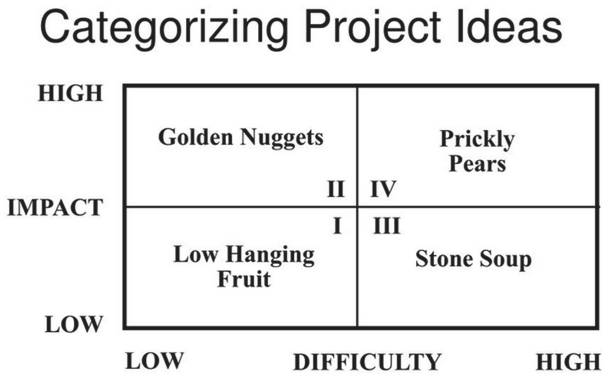 Categorizing Project Ideas
HIGH
Golden Nuggets
Prickly
Pears
II
IV
IMPACT
I
III
Low Hanging
Fruit
Stone Soup
LOW
LOW
DIFFICULTY
HIGH